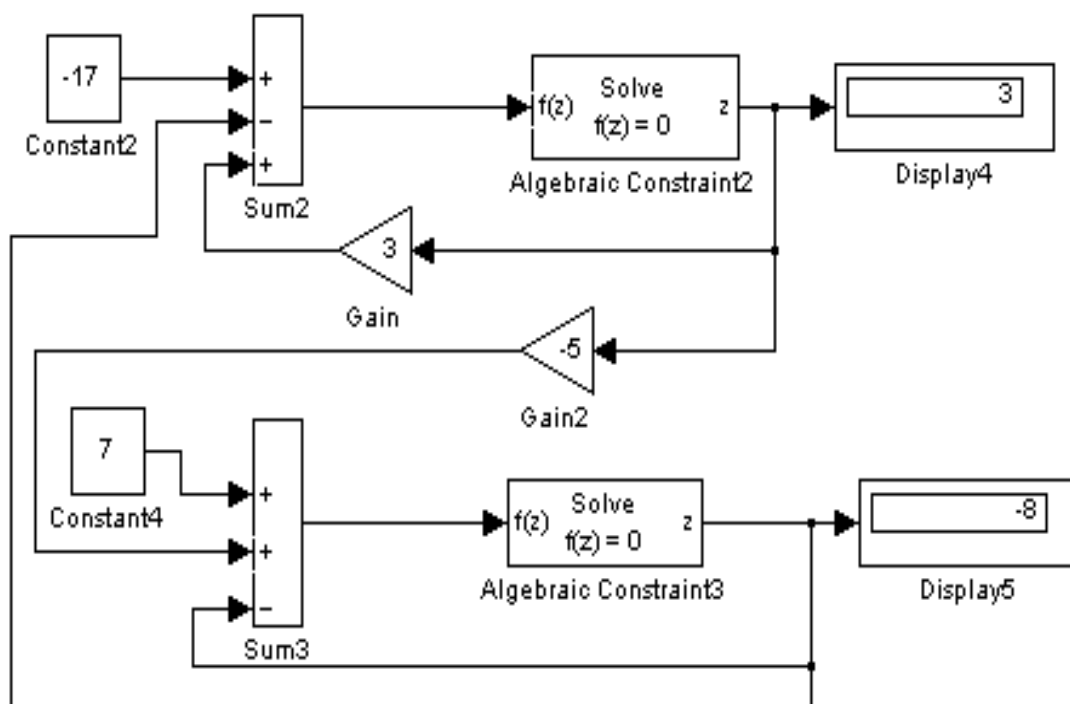 -17
Constant2
+
−
+
Sum2
f(z)
Solve
f(z) = 0
z
Algebraic Constraint2
3
Display4
3
Gain
-5
Gain2
7
Constant4
+
+
−
Sum3
f(z)
Solve
f(z) = 0
z
Algebraic Constraint3
-8
Display5